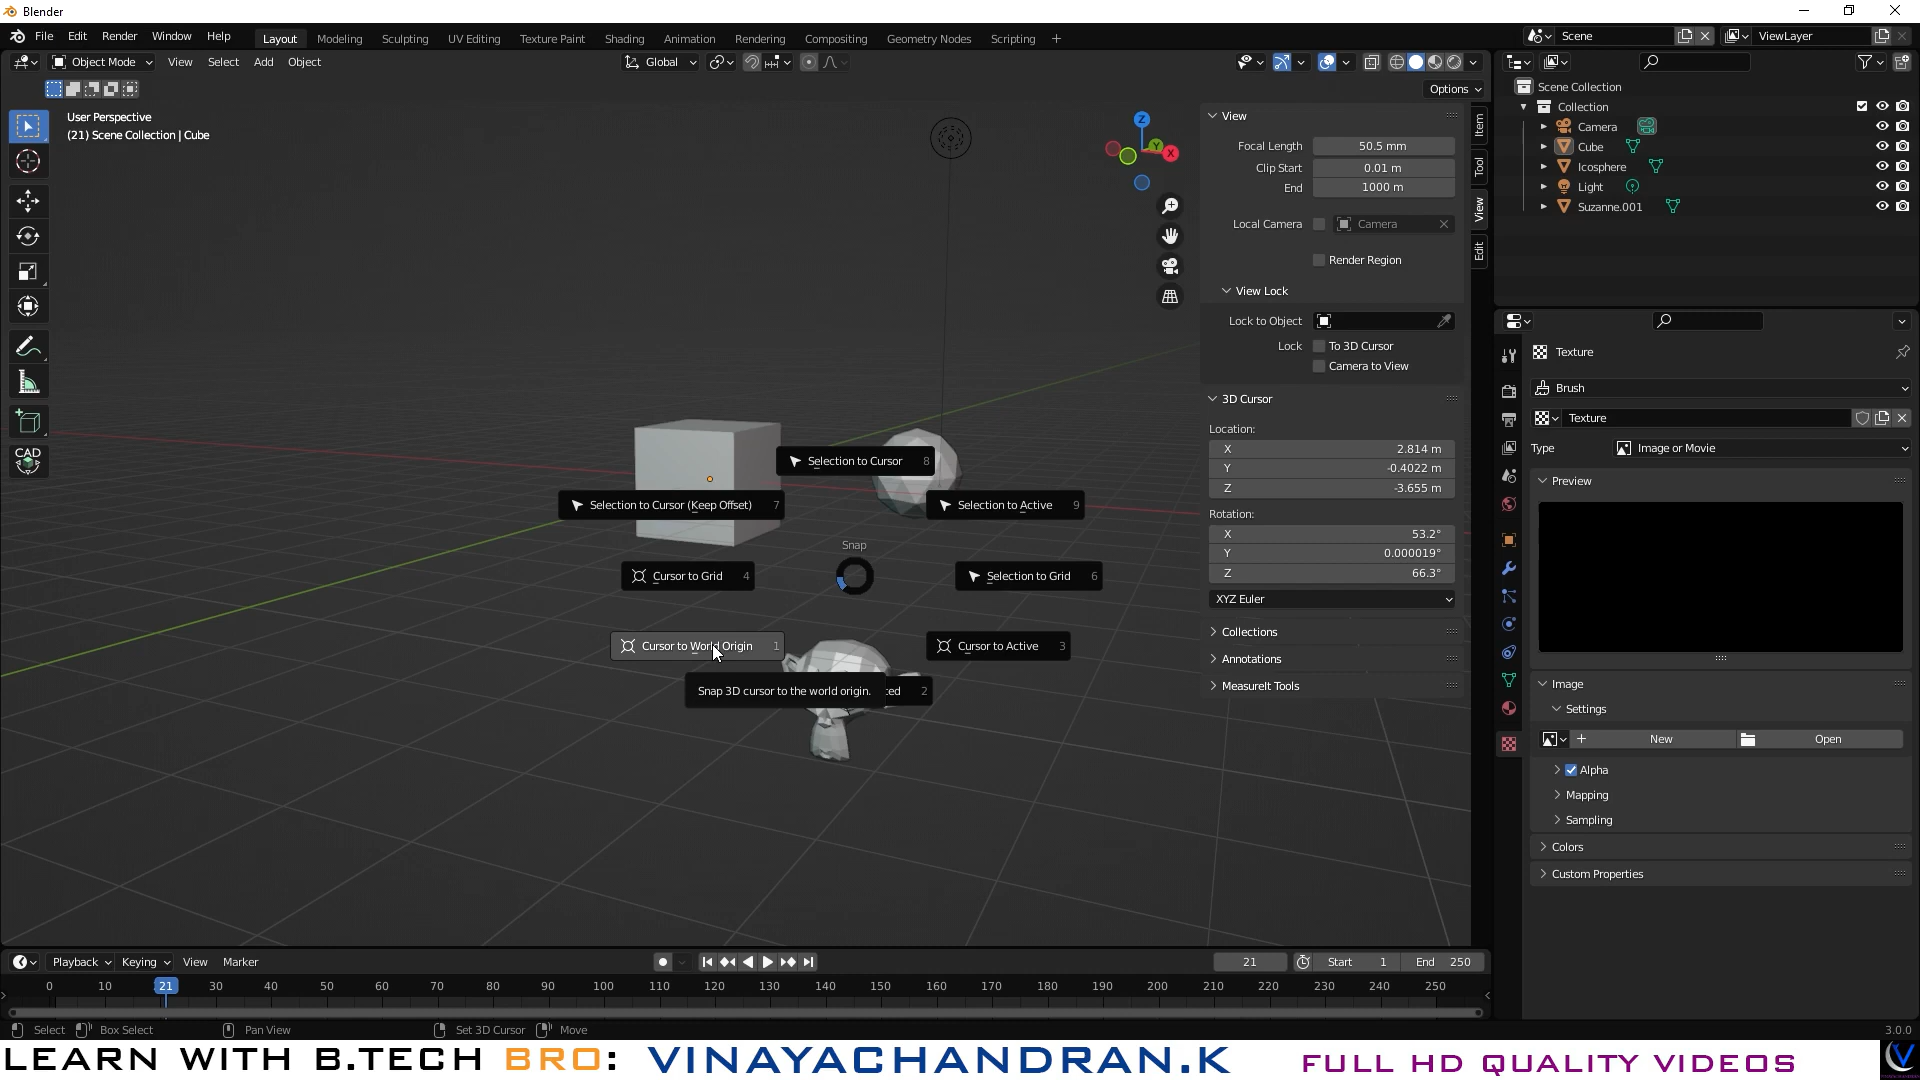 Blender
File Edit Render Window Help Layout Modeling Sculpting UV Editing Texture Paint Shading Animation Rendering Compositing Geometry Nodes Scripting + Scene ViewLayer
Object Mode View Select Add Object Global
Options
User Perspective
(21) Scene Collection | Cube
Z
Y
X
CAD
Selection to Cursor 8
Selection to Cursor (Keep Offset) 7
Selection to Active 9
Snap
Cursor to Grid 4
Selection to Grid 6
Cursor to World Origin 1
Cursor to Active 3
Snap 3D cursor to the world origin. ted 2
View
Focal Length 50.5 mm
Clip Start 0.01 m
End 1000 m
Local Camera Camera
Render Region
View Lock
Lock to Object
Lock To 3D Cursor
Camera to View
3D Cursor
Location:
X 2.814 m
Y -0.4022 m
Z -3.655 m
Rotation:
X 53.2°
Y 0.000019°
Z 66.3°
XYZ Euler
Collections
Annotations
MeasureIt Tools
Item
Tool
View
Edit
Scene Collection
Collection
Camera
Cube
Icosphere
Light
Suzanne.001
Texture
Brush
Texture
Type Image or Movie
Preview
Image
Settings
New Open
Alpha
Mapping
Sampling
Colors
Custom Properties
Playback Keying View Marker 21 Start 1 End 250
0 10 21 30 40 50 60 70 80 90 100 110 120 130 140 150 160 170 180 190 200 210 220 230 240 250
Select Box Select Pan View Set 3D Cursor Move 3.0.0
LEARN WITH B.TECH BRO: VINAYACHANDRAN.K FULL HD QUALITY VIDEOS